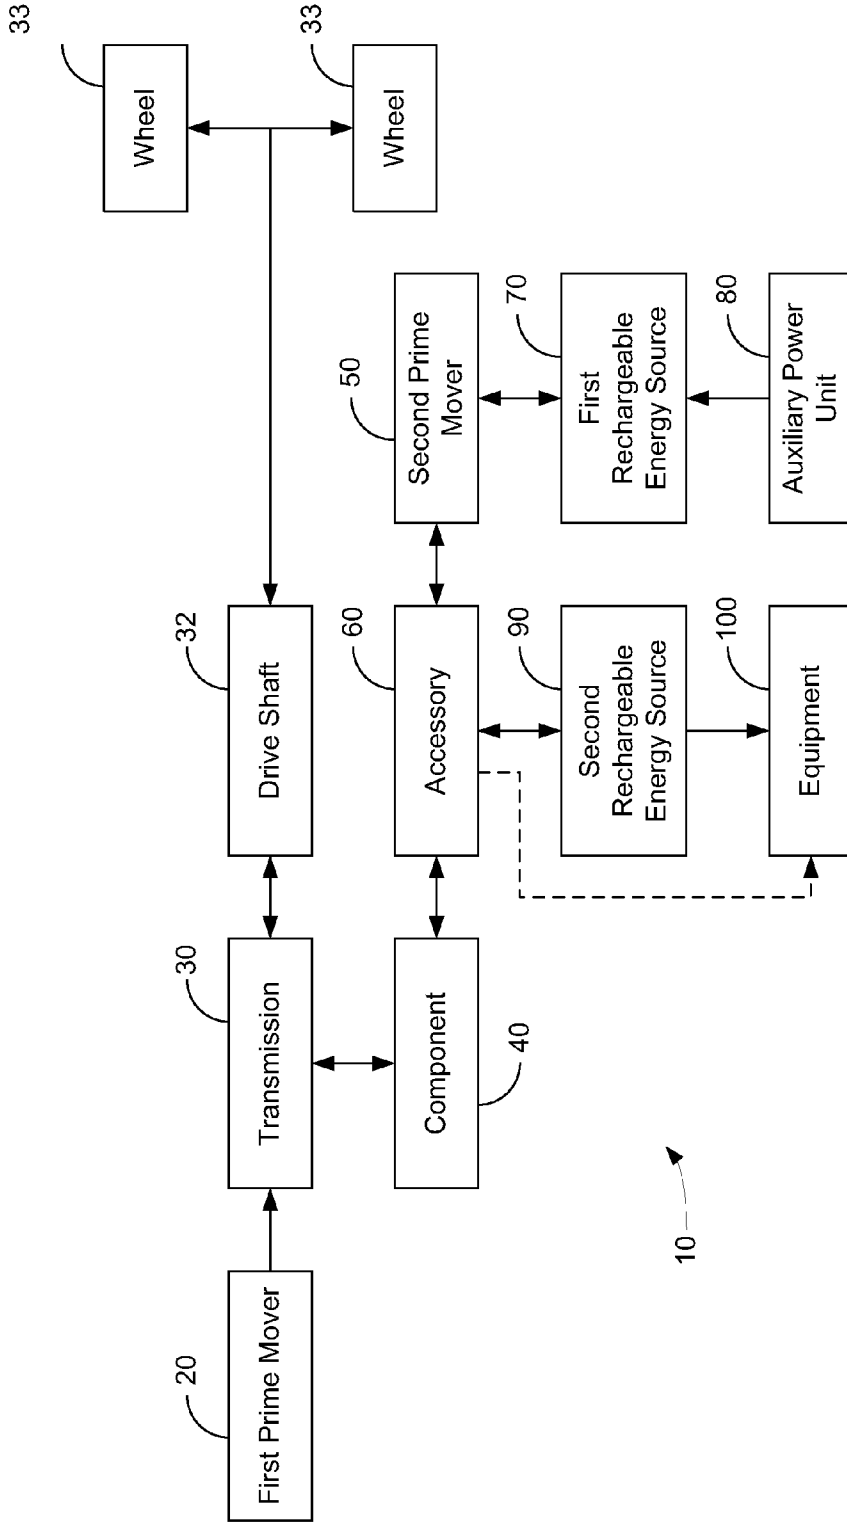 33
Wheel
33
Wheel
20
First Prime Mover
30
Transmission
32
Drive Shaft
40
Component
60
Accessory
50
Second Prime
Mover
90
Second
Rechargeable
Energy Source
70
First
Rechargeable
Energy Source
100
Equipment
80
Auxiliary Power
Unit
10